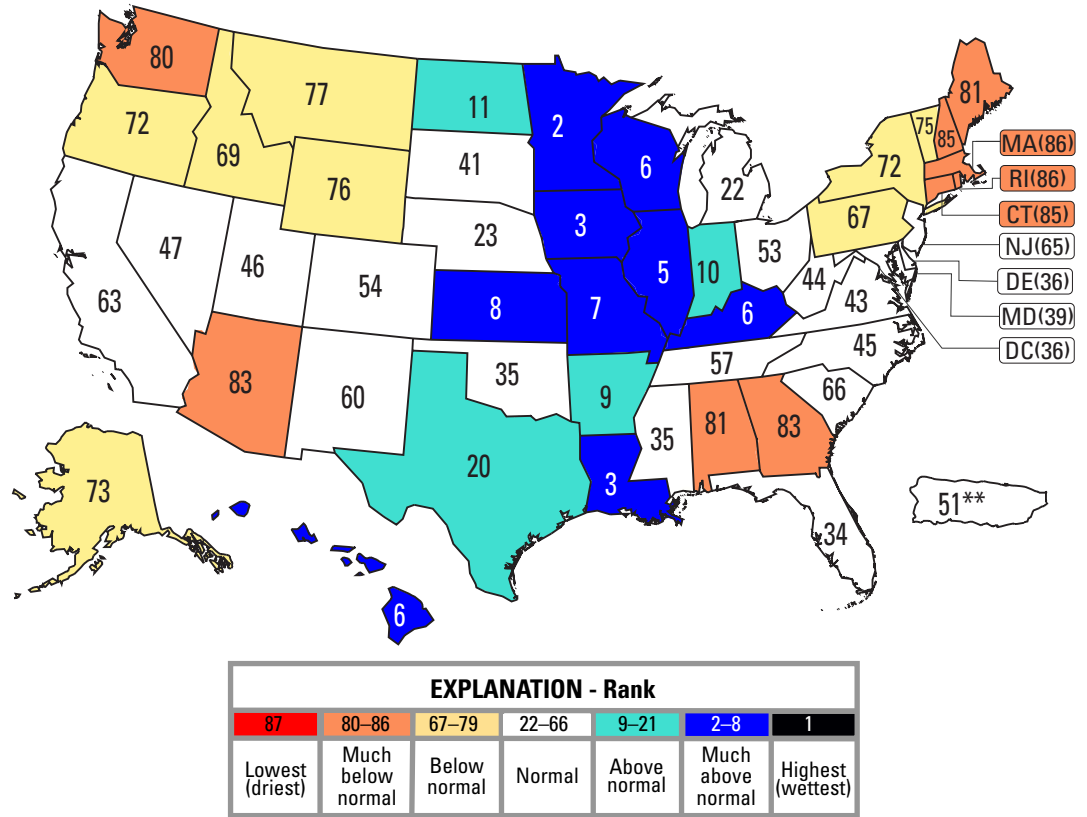 80
77
11
2
81
72
69
41
6
75
85
MA(86)
76
22
72
RI(86)
3
67
CT(85)
47
46
23
53
NJ(65)
63
54
5
10
44
DE(36)
8
7
6
43
MD(39)
45
DC(36)
83
60
35
57
66
9
81
83
35
20
3
73
51**
34
6
EXPLANATION - Rank
87 80–86 67–79 22–66 9–21 2–8 1
Lowest (driest)
Much below normal
Below normal
Normal
Above normal
Much above normal
Highest (wettest)